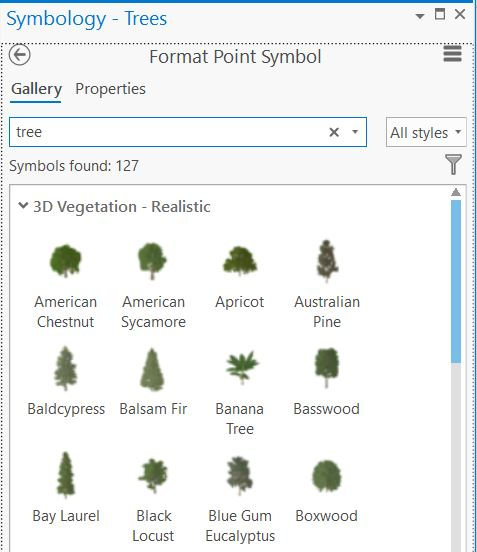 Symbology - Trees
Format Point Symbol
Gallery Properties
tree
All styles
Symbols found: 127
3D Vegetation - Realistic
American Chestnut
American Sycamore
Apricot
Australian Pine
Baldcypress
Balsam Fir
Banana Tree
Basswood
Bay Laurel
Black Locust
Blue Gum Eucalyptus
Boxwood